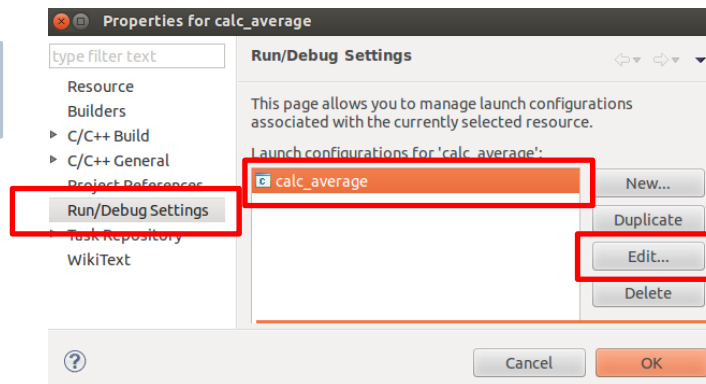 Properties for calc_average
type filter text
Run/Debug Settings
Resource
Builders
C/C++ Build
C/C++ General
Project References
Run/Debug Settings
Task Repository
WikiText
This page allows you to manage launch configurations
associated with the currently selected resource.
Launch configurations for 'calc_average':
c calc_average
New...
Duplicate
Edit...
Delete
?
Cancel
OK